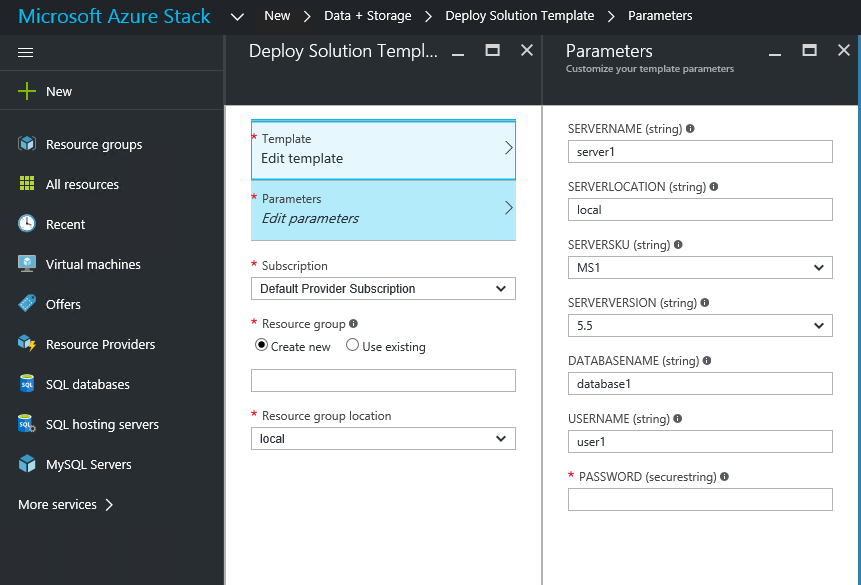 Microsoft Azure Stack New Data + Storage Deploy Solution Template Parameters
New
Resource groups
All resources
Recent
Virtual machines
Offers
Resource Providers
SQL databases
SQL hosting servers
MySQL Servers
More services
Deploy Solution Templ...
* Template
Edit template
* Parameters
Edit parameters
* Subscription
Default Provider Subscription
* Resource group
Create new Use existing
* Resource group location
local
Parameters
Customize your template parameters
SERVERNAME (string)
server1
SERVERLOCATION (string)
local
SERVERSKU (string)
MS1
SERVERVERSION (string)
5.5
DATABASENAME (string)
database1
USERNAME (string)
user1
* PASSWORD (securestring)